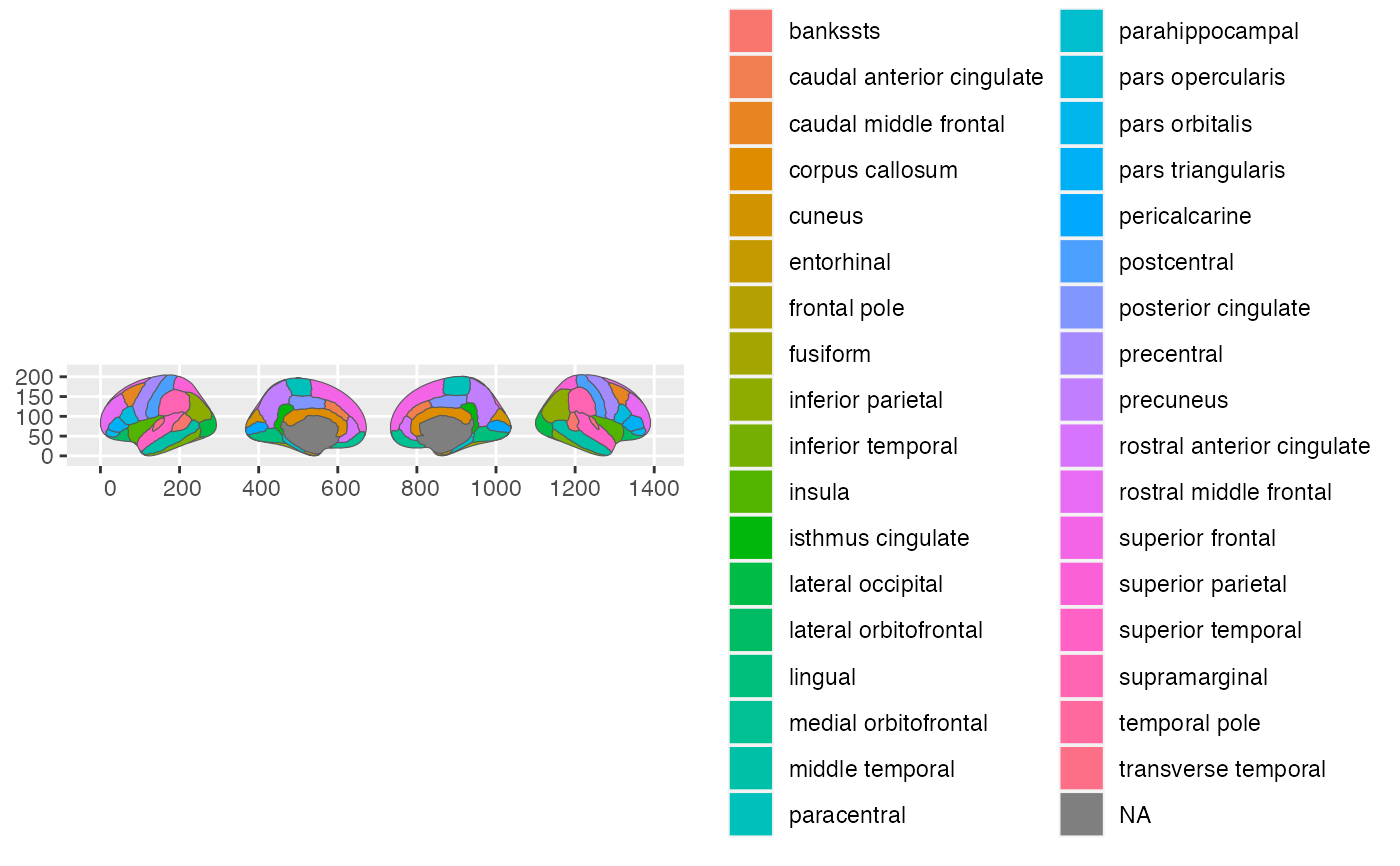 200
150
100
50
0
0 200 400 600 800 1000 1200 1400
bankssts
caudal anterior cingulate
caudal middle frontal
corpus callosum
cuneus
entorhinal
frontal pole
fusiform
inferior parietal
inferior temporal
insula
isthmus cingulate
lateral occipital
lateral orbitofrontal
lingual
medial orbitofrontal
middle temporal
paracentral
parahippocampal
pars opercularis
pars orbitalis
pars triangularis
pericalcarine
postcentral
posterior cingulate
precentral
precuneus
rostral anterior cingulate
rostral middle frontal
superior frontal
superior parietal
superior temporal
supramarginal
temporal pole
transverse temporal
NA